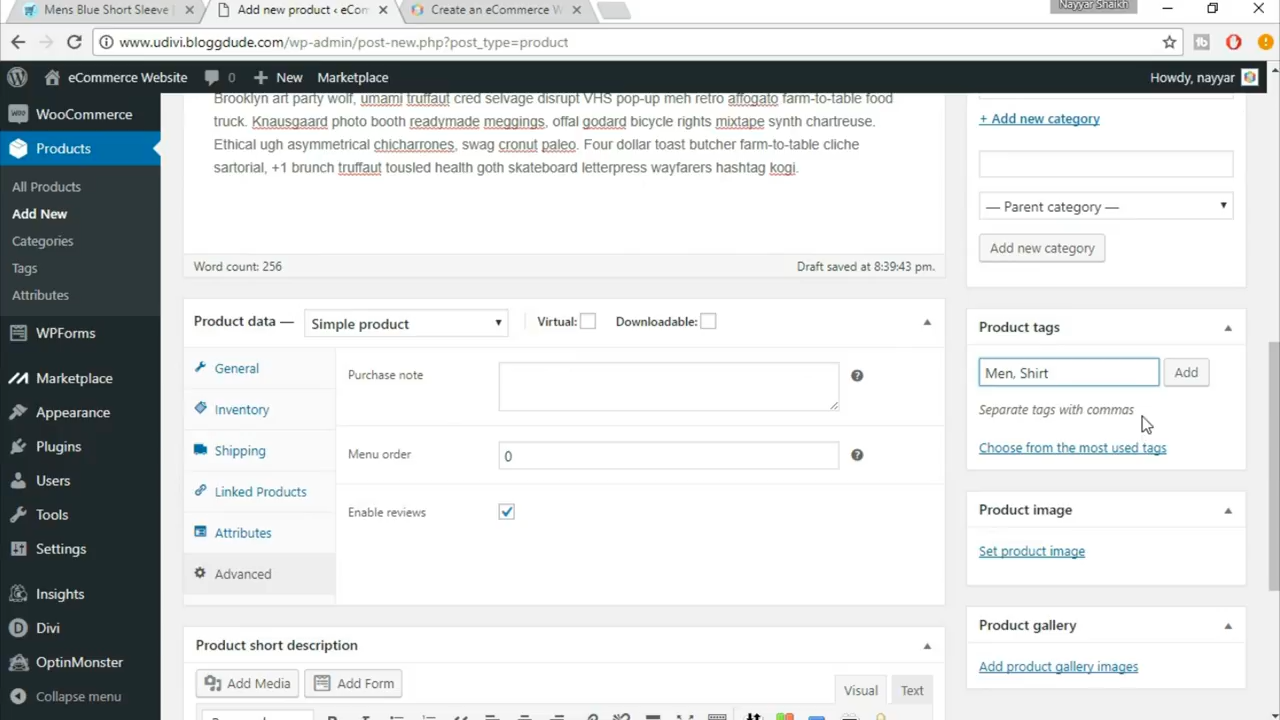 Mens Blue Short Sleeve
Add new product ‹ eCom
Create an eCommerce W
Nayyar Shaikh
www.udivi.bloggdude.com/wp-admin/post-new.php?post_type=product
eCommerce Website
0
New
Marketplace
Howdy, nayyar
WooCommerce
Products
All Products
Add New
Categories
Tags
Attributes
WPForms
Marketplace
Appearance
Plugins
Users
Tools
Settings
Insights
Divi
OptinMonster
Collapse menu
Brooklyn art party wolf, umami truffaut cred selvage disrupt VHS pop-up meh retro affogato farm-to-table food
truck. Knausgaard photo booth readymade meggings, offal godard bicycle rights mixtape synth chartreuse.
Ethical ugh asymmetrical chicharrones, swag cronut paleo. Four dollar toast butcher farm-to-table cliche
sartorial, +1 brunch truffaut tousled health goth skateboard letterpress wayfarers hashtag kogi.
Word count: 256
Draft saved at 8:39:43 pm.
Product data —
Simple product
Virtual:
Downloadable:
General
Inventory
Shipping
Linked Products
Attributes
Advanced
Purchase note
Menu order
0
Enable reviews
Product short description
Add Media
Add Form
Visual
Text
+ Add new category
— Parent category —
Add new category
Product tags
Men, Shirt
Add
Separate tags with commas
Choose from the most used tags
Product image
Set product image
Product gallery
Add product gallery images